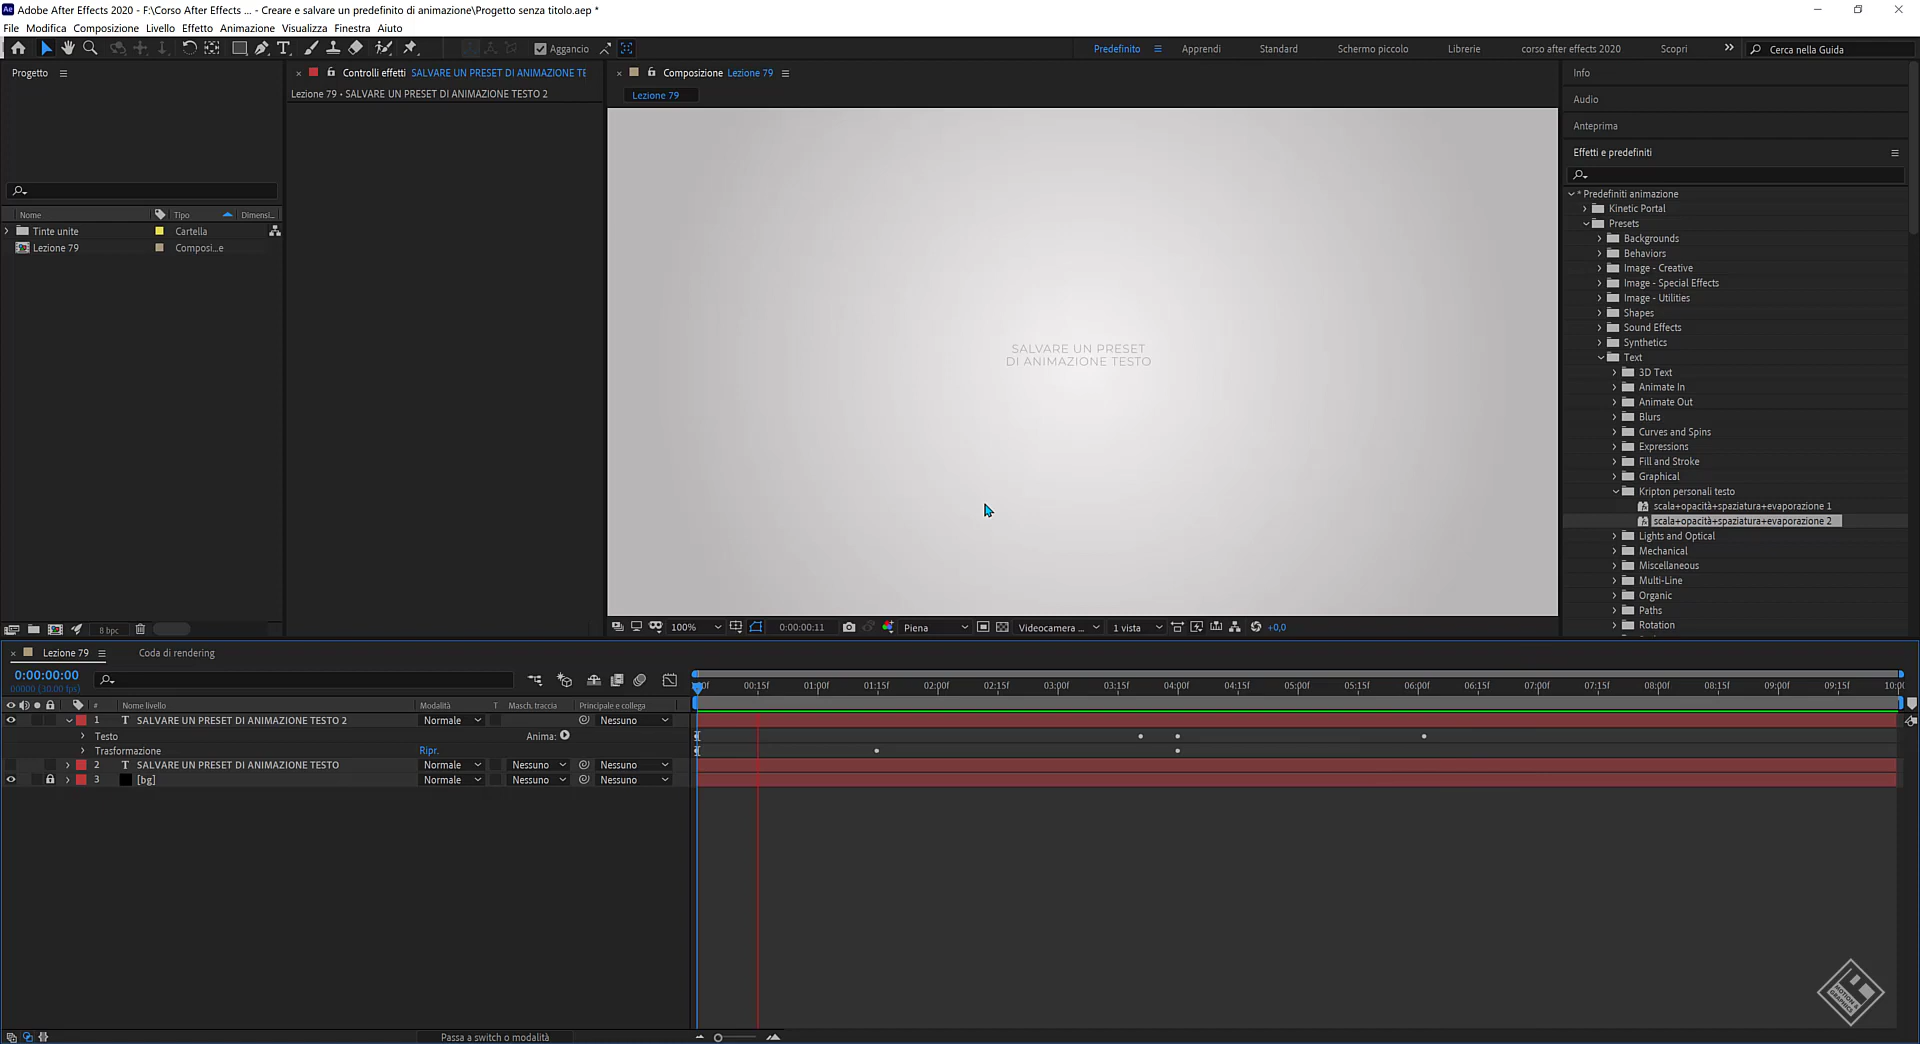 Adobe After Effects 2020 - F:\Corso After Effects ... - Creare e salvare un predefinito di animazione\Progetto senza titolo.aep *
File Modifica Composizione Livello Effetto Animazione Visualizza Finestra Aiuto
Aggancio Predefinito Apprendi Standard Schermo piccolo Librerie corso after effects 2020 Scopri Cerca nella Guida
Progetto
Nome Tipo Dimensi...
Tinte unite Cartella
Lezione 79 Composi...e
8 bpc
Controlli effetti SALVARE UN PRESET DI ANIMAZIONE TE
Lezione 79 • SALVARE UN PRESET DI ANIMAZIONE TESTO 2
Composizione Lezione 79
Lezione 79
SALVARE UN PRESET
DI ANIMAZIONE TESTO
100% 0:00:00:11 Piena Videocamera ... 1 vista +0,0
Info
Audio
Anteprima
Effetti e predefiniti
* Predefiniti animazione
Kinetic Portal
Presets
Backgrounds
Behaviors
Image - Creative
Image - Special Effects
Image - Utilities
Shapes
Sound Effects
Synthetics
Text
3D Text
Animate In
Animate Out
Blurs
Curves and Spins
Expressions
Fill and Stroke
Graphical
Kripton personali testo
scala+opacità+spaziatura+evaporazione 1
scala+opacità+spaziatura+evaporazione 2
Lights and Optical
Mechanical
Miscellaneous
Multi-Line
Organic
Paths
Rotation
Lezione 79 Coda di rendering
0:00:00:00
00000 (30.00 fps)
00:15f 01:00f 01:15f 02:00f 02:15f 03:00f 03:15f 04:00f 04:15f 05:00f 05:15f 06:00f 06:15f 07:00f 07:15f 08:00f 08:15f 09:00f 09:15f 10:00
# Nome livello Modalità T Masch. traccia Principale e collega
1 T SALVARE UN PRESET DI ANIMAZIONE TESTO 2 Normale Nessuno
Testo Anima:
Trasformazione Ripr.
2 T SALVARE UN PRESET DI ANIMAZIONE TESTO Normale Nessuno Nessuno
3 [bg] Normale Nessuno Nessuno
Passa a switch o modalità
MOTION &
GRAPHICS